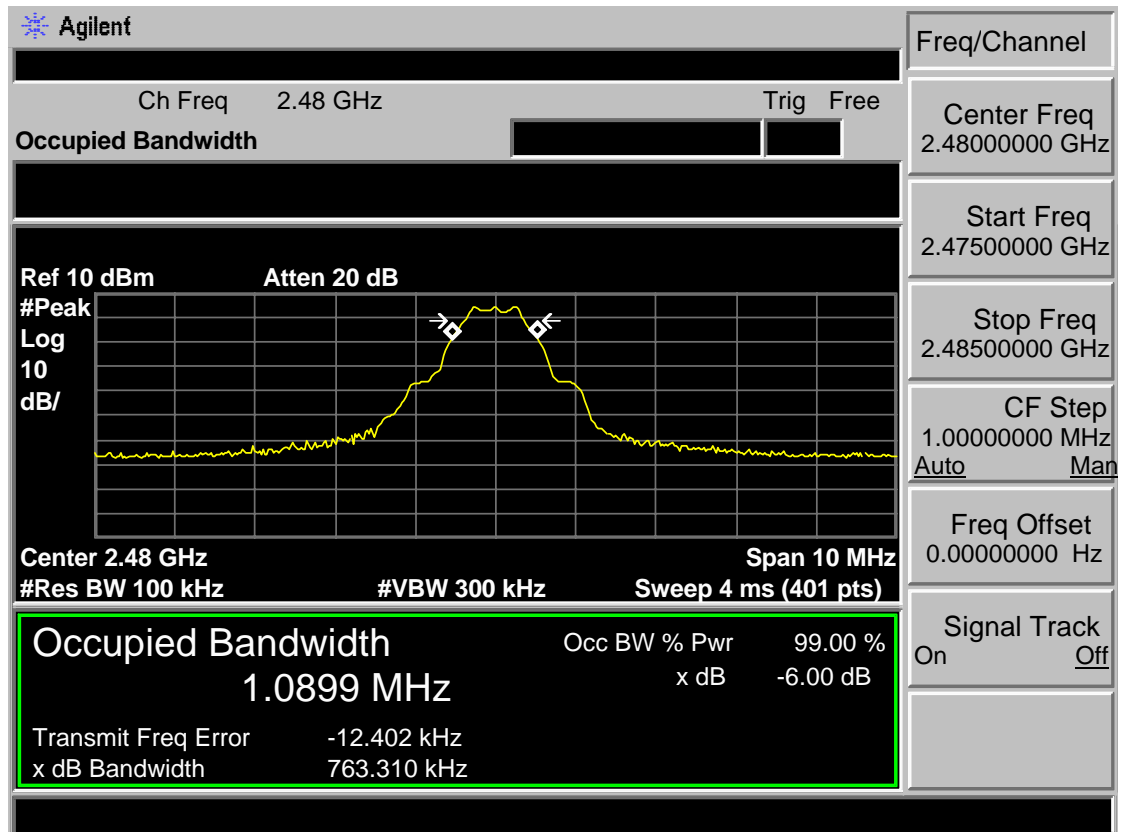 Agilent
Freq/Channel
Ch Freq 2.48 GHz Trig Free
Occupied Bandwidth
Center Freq
2.48000000 GHz
Start Freq
2.47500000 GHz
Stop Freq
2.48500000 GHz
CF Step
1.00000000 MHz
Auto Man
Freq Offset
0.00000000 Hz
Signal Track
On Off
Ref 10 dBm Atten 20 dB
#Peak
Log
10
dB/
Center 2.48 GHz Span 10 MHz
#Res BW 100 kHz #VBW 300 kHz Sweep 4 ms (401 pts)
Occupied Bandwidth Occ BW % Pwr 99.00 %
1.0899 MHz x dB -6.00 dB
Transmit Freq Error -12.402 kHz
x dB Bandwidth 763.310 kHz